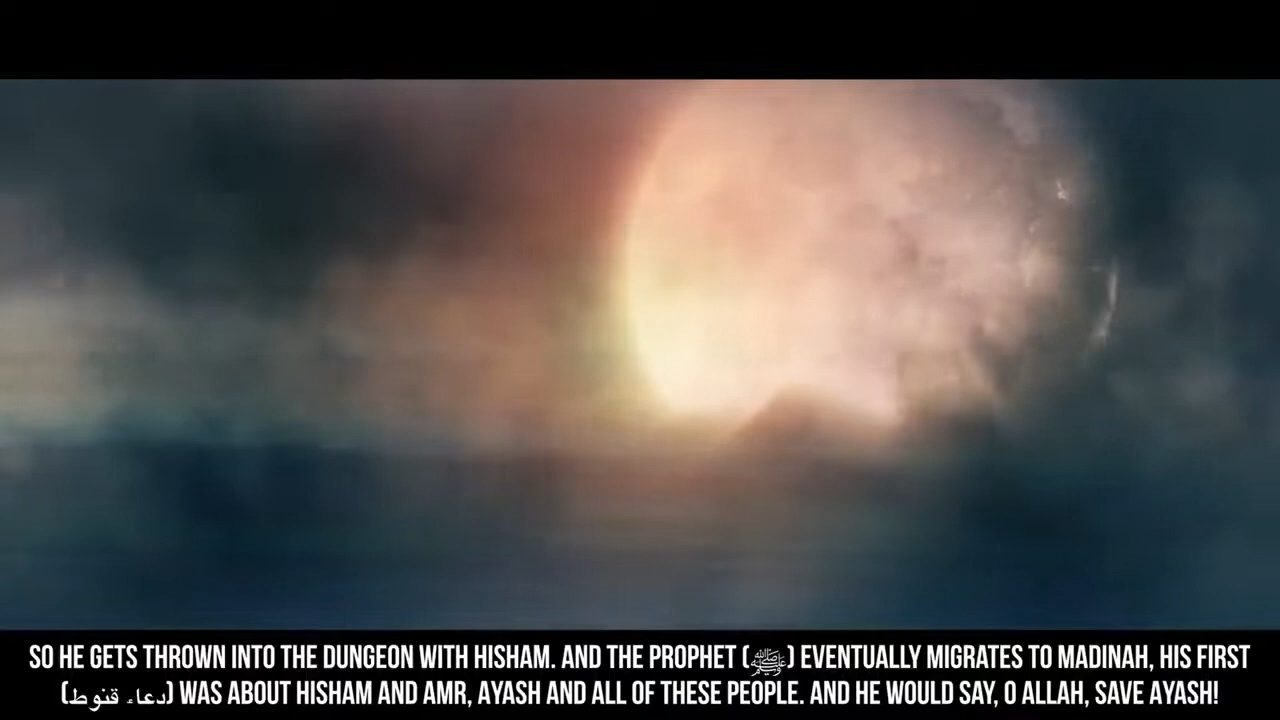 SO HE GETS THROWN INTO THE DUNGEON WITH HISHAM. AND THE PROPHET (ﷺ) EVENTUALLY MIGRATES TO MADINAH, HIS FIRST
(دعاء قنوط) WAS ABOUT HISHAM AND AMR, AYASH AND ALL OF THESE PEOPLE. AND HE WOULD SAY, O ALLAH, SAVE AYASH!